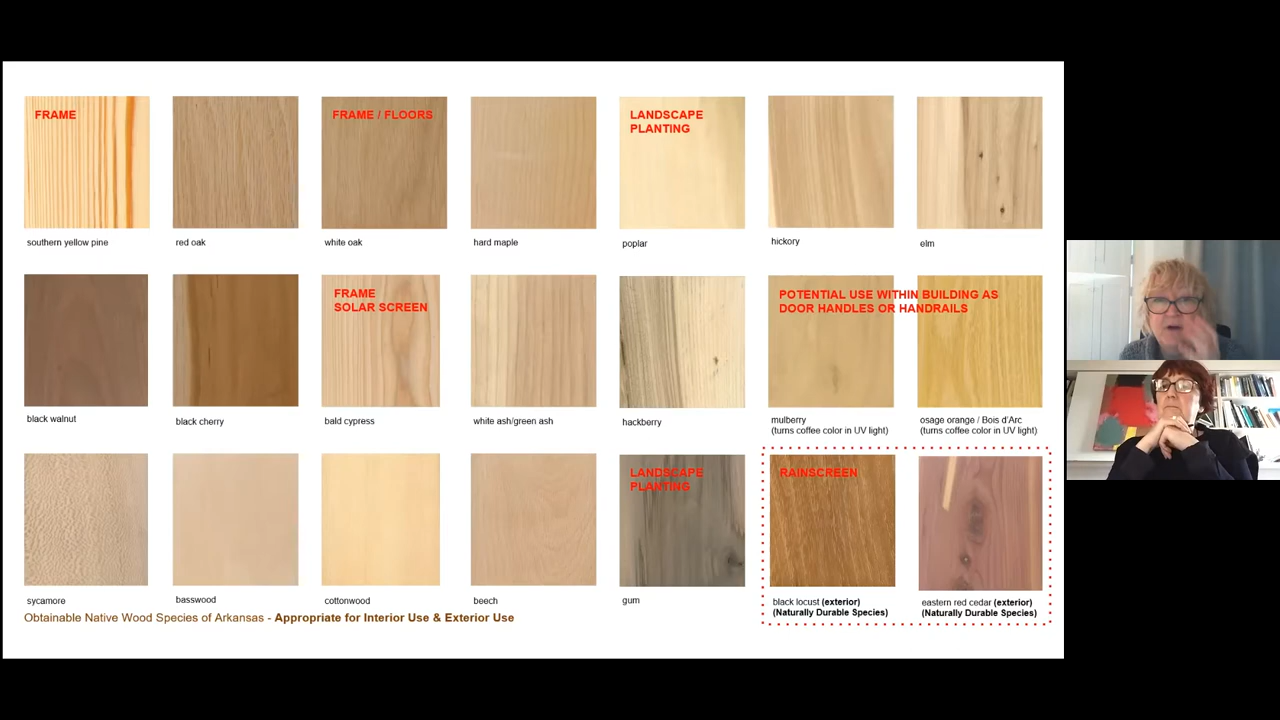 FRAME
FRAME / FLOORS
LANDSCAPE
PLANTING
southern yellow pine
red oak
white oak
hard maple
poplar
hickory
elm
FRAME
SOLAR SCREEN
POTENTIAL USE WITHIN BUILDING AS
DOOR HANDLES OR HANDRAILS
black walnut
black cherry
bald cypress
white ash/green ash
hackberry
mulberry
(turns coffee color in UV light)
osage orange / Bois d'Arc
(turns coffee color in UV light)
LANDSCAPE
PLANTING
RAINSCREEN
sycamore
basswood
cottonwood
beech
gum
black locust (exterior)
(Naturally Durable Species)
eastern red cedar (exterior)
(Naturally Durable Species)
Obtainable Native Wood Species of Arkansas - Appropriate for Interior Use & Exterior Use